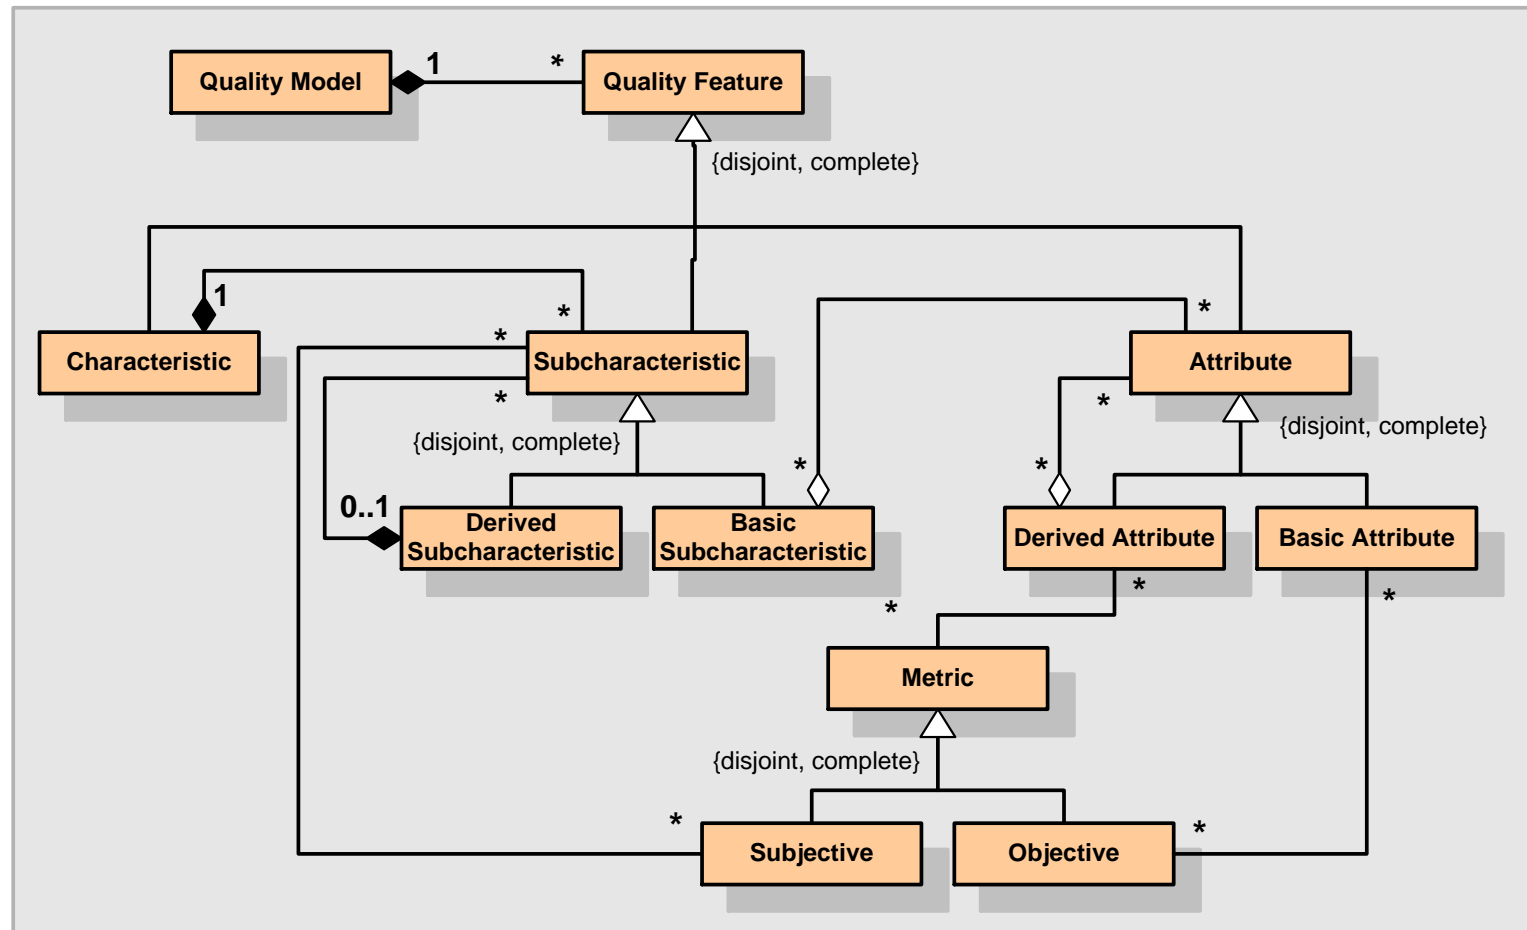 Quality Model
1
*
Quality Feature
{disjoint, complete}
1
*
*
*
Characteristic
Subcharacteristic
Attribute
*
*
{disjoint, complete}
{disjoint, complete}
*
*
0..1
Derived
Subcharacteristic
Basic
Subcharacteristic
Derived Attribute
Basic Attribute
*
*
*
Metric
{disjoint, complete}
*
*
Subjective
Objective